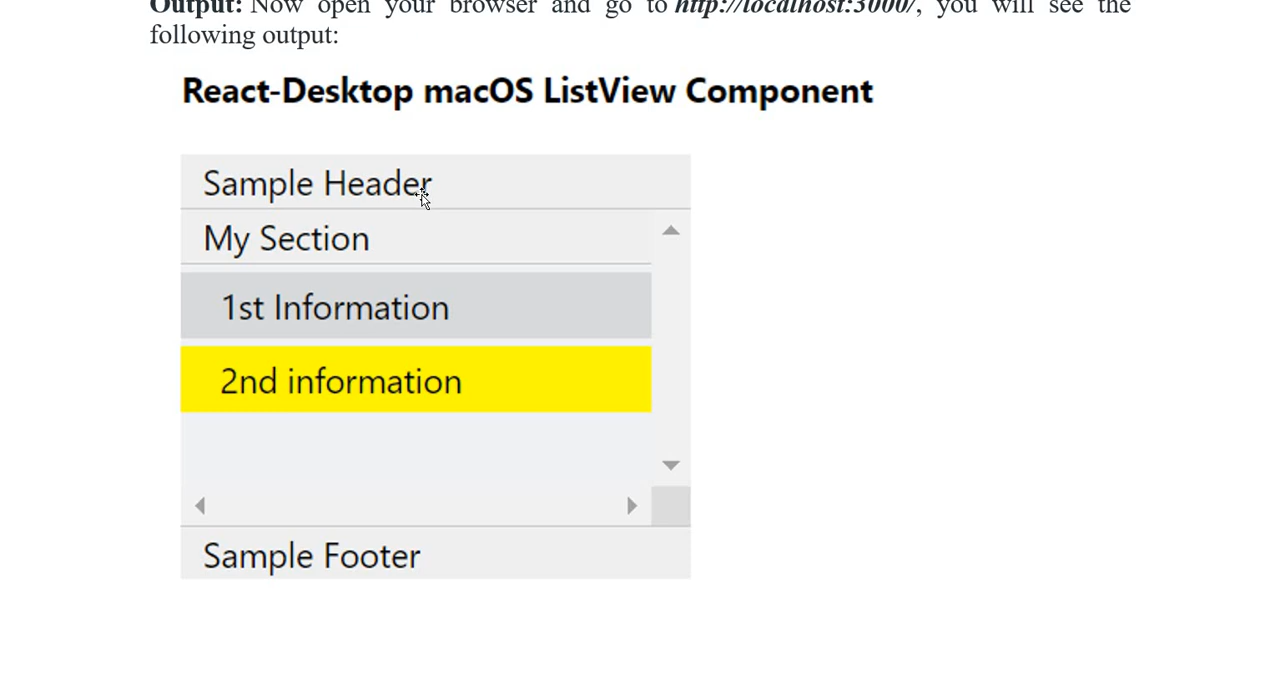 Output: Now open your browser and go to http://localhost:3000/, you will see the
following output:
React-Desktop macOS ListView Component
Sample Header
My Section
1st Information
2nd information
Sample Footer